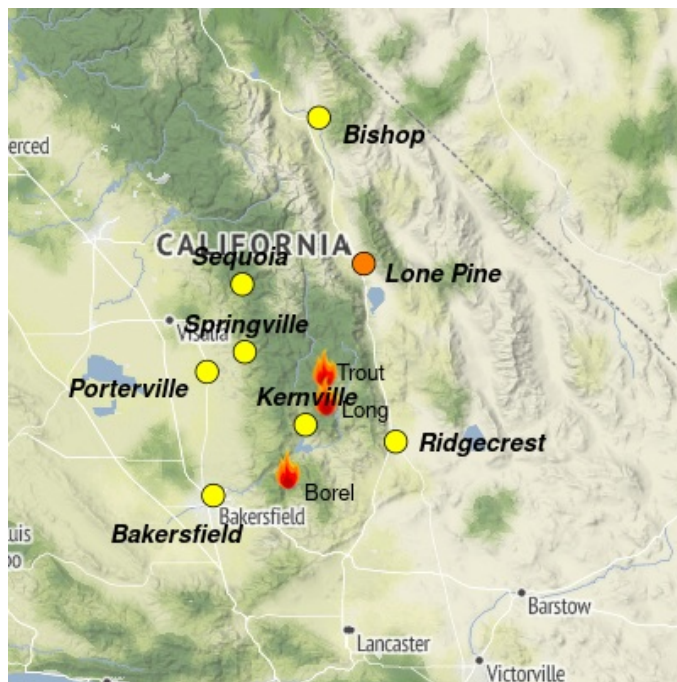 Bishop
erced
CALIFORNIA
Sequoia
Lone Pine
Springville
Visalia
Trout
Porterville
Kernville
Long
Ridgecrest
Borel
Bakersfield
Bakersfield
uis
bo
Barstow
Lancaster
Victorville